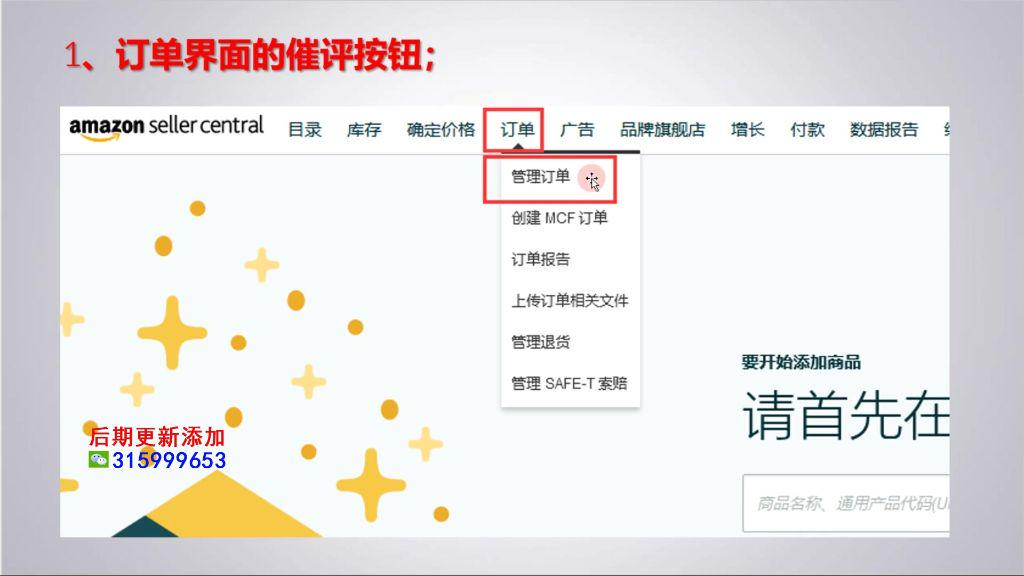 1、订单界面的催评按钮；
amazon seller central 目录 库存 确定价格 订单 广告 品牌旗舰店 增长 付款 数据报告
管理订单
创建 MCF 订单
订单报告
上传订单相关文件
管理退货
管理 SAFE-T 索赔
要开始添加商品
请首先在
商品名称、通用产品代码(U
后期更新添加
315999653